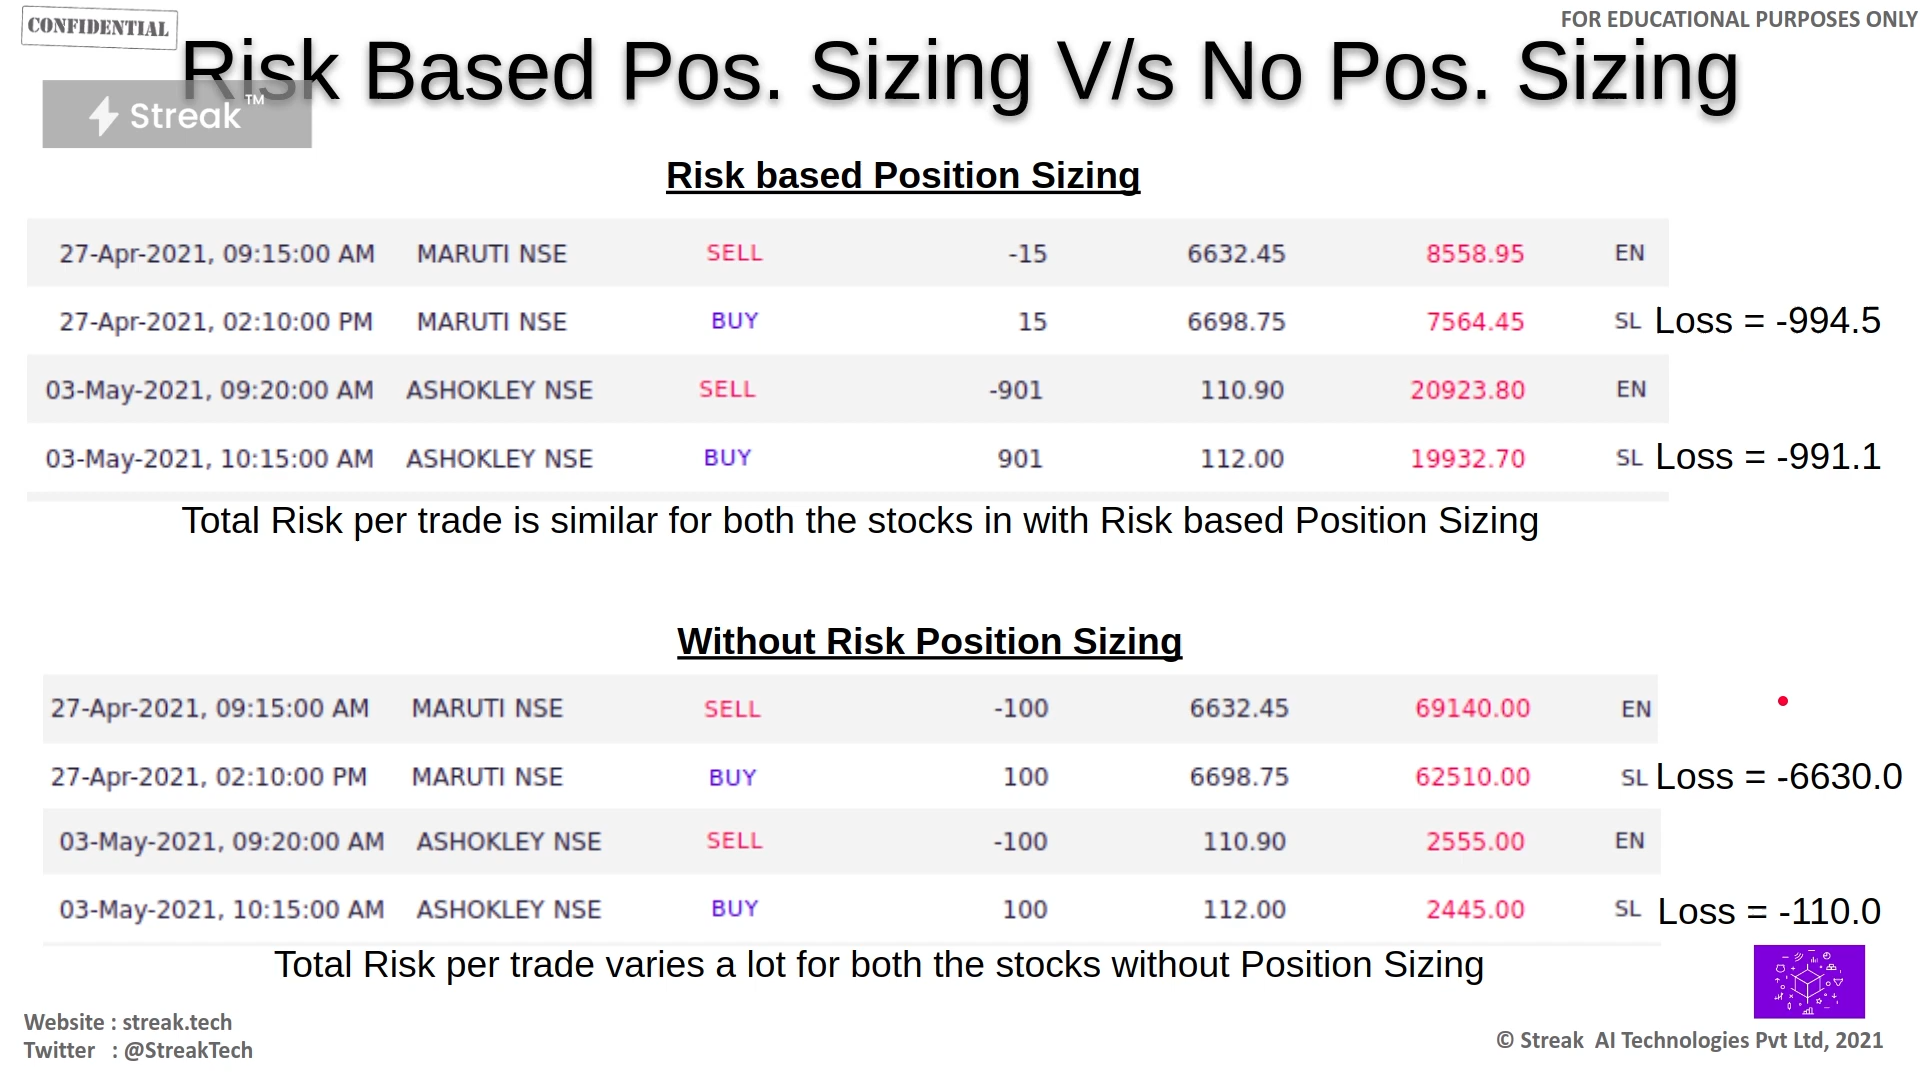 CONFIDENTIAL
FOR EDUCATIONAL PURPOSES ONLY
Risk Based Pos. Sizing V/s No Pos. Sizing
Streak™
Risk based Position Sizing
27-Apr-2021, 09:15:00 AM MARUTI NSE SELL -15 6632.45 8558.95 EN
27-Apr-2021, 02:10:00 PM MARUTI NSE BUY 15 6698.75 7564.45 SL Loss = -994.5
03-May-2021, 09:20:00 AM ASHOKLEY NSE SELL -901 110.90 20923.80 EN
03-May-2021, 10:15:00 AM ASHOKLEY NSE BUY 901 112.00 19932.70 SL Loss = -991.1
Total Risk per trade is similar for both the stocks in with Risk based Position Sizing
Without Risk Position Sizing
27-Apr-2021, 09:15:00 AM MARUTI NSE SELL -100 6632.45 69140.00 EN
27-Apr-2021, 02:10:00 PM MARUTI NSE BUY 100 6698.75 62510.00 SL Loss = -6630.0
03-May-2021, 09:20:00 AM ASHOKLEY NSE SELL -100 110.90 2555.00 EN
03-May-2021, 10:15:00 AM ASHOKLEY NSE BUY 100 112.00 2445.00 SL Loss = -110.0
Total Risk per trade varies a lot for both the stocks without Position Sizing
Website : streak.tech
Twitter : @StreakTech
© Streak AI Technologies Pvt Ltd, 2021